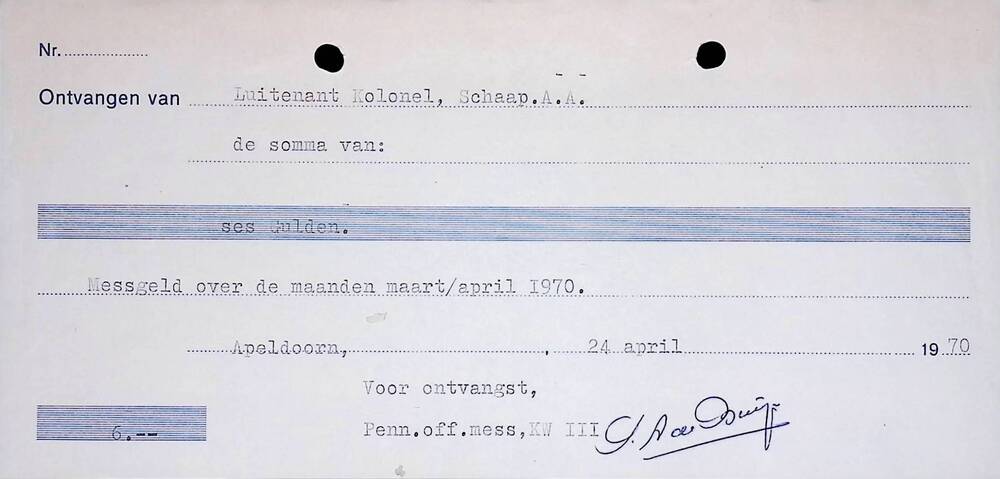 Nr.
Ontvangen van Luitenant Kolonel, Schaap.A.A.
de somma van:
ses Gulden.
Messgeld over de maanden maart/april I970.
Apeldoorn, , 24 april 1970
Voor ontvangst,
6.-- Penn.off.mess,KW III